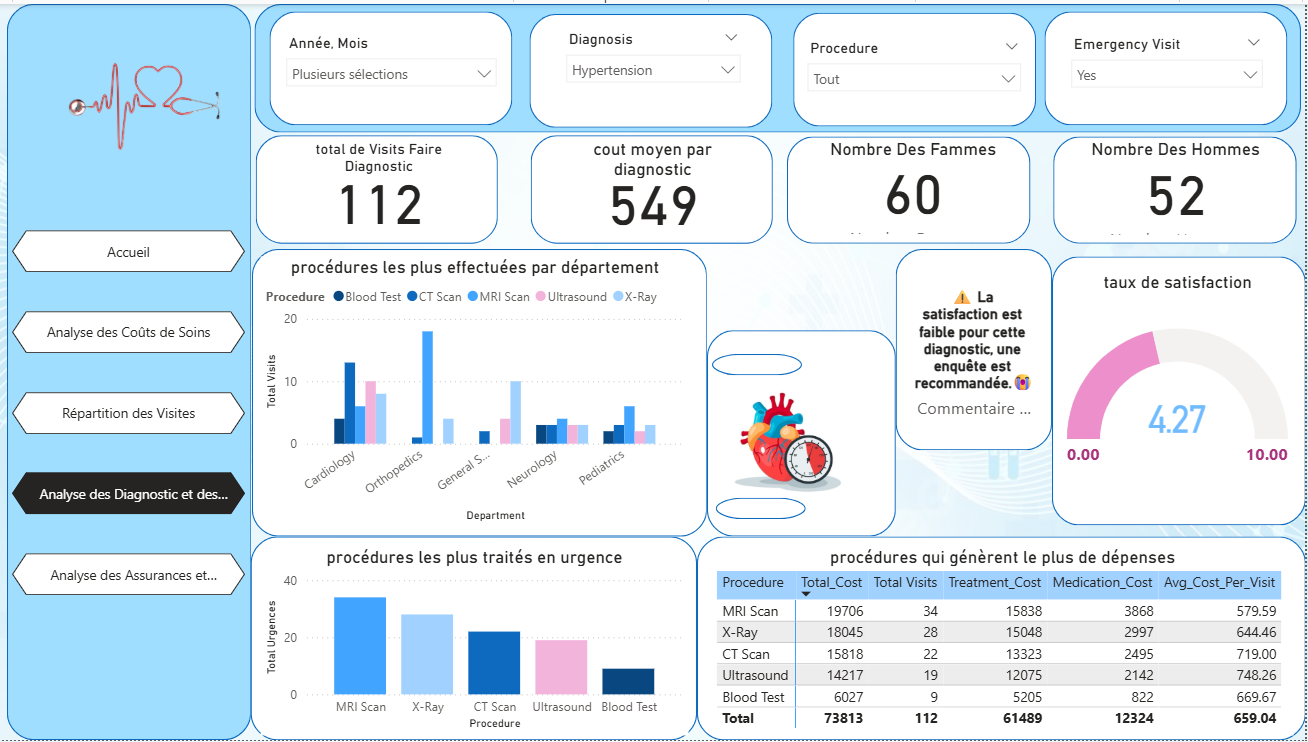 Année, Mois
Plusieurs sélections
Diagnosis
Hypertension
Procedure
Tout
Emergency Visit
Yes
total de Visits Faire
Diagnostic
112
cout moyen par
diagnostic
549
Nombre Des Fammes
60
Nombre Des Hommes
52
Accueil
Analyse des Coûts de Soins
Répartition des Visites
Analyse des Diagnostic et des...
Analyse des Assurances et...
procédures les plus effectuées par département
Procedure Blood Test CT Scan MRI Scan Ultrasound X-Ray
Total Visits
20
10
0
Cardiology
Orthopedics
General S...
Neurology
Pediatrics
Department
⚠️ La
satisfaction est
faible pour cette
diagnostic, une
enquête est
recommandée.😭
Commentaire ...
taux de satisfaction
4.27
0.00
10.00
procédures les plus traités en urgence
Total Urgences
40
20
0
MRI Scan X-Ray CT Scan Ultrasound Blood Test
Procedure
procédures qui génèrent le plus de dépenses
Procedure Total_Cost Total Visits Treatment_Cost Medication_Cost Avg_Cost_Per_Visit
MRI Scan 19706 34 15838 3868 579.59
X-Ray 18045 28 15048 2997 644.46
CT Scan 15818 22 13323 2495 719.00
Ultrasound 14217 19 12075 2142 748.26
Blood Test 6027 9 5205 822 669.67
Total 73813 112 61489 12324 659.04